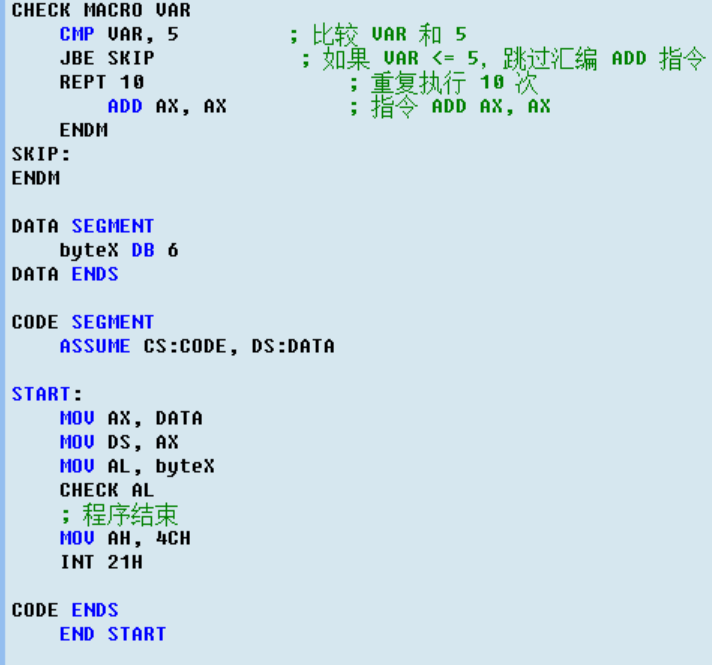 CHECK MACRO VAR
    CMP VAR, 5         ; 比较 VAR 和 5
    JBE SKIP            ; 如果 VAR <= 5, 跳过汇编 ADD 指令
    REPT 10                 ; 重复执行 10 次
        ADD AX, AX          ; 指令 ADD AX, AX
    ENDM
SKIP:
ENDM

DATA SEGMENT
    byteX DB 6
DATA ENDS

CODE SEGMENT
    ASSUME CS:CODE, DS:DATA

START:
    MOV AX, DATA
    MOV DS, AX
    MOV AL, byteX
    CHECK AL
    ; 程序结束
    MOV AH, 4CH
    INT 21H

CODE ENDS
    END START